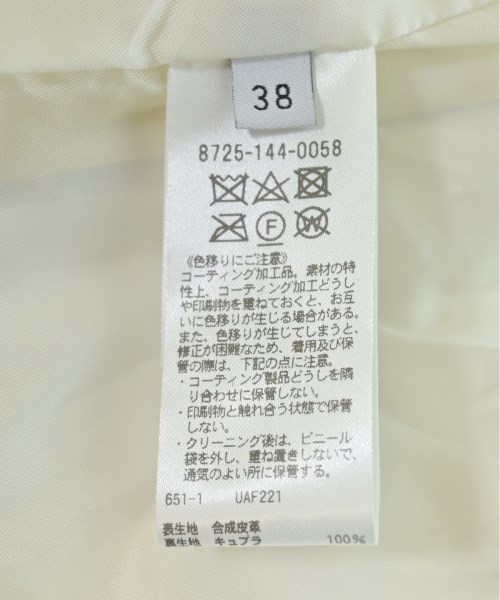 38
8725-144-0058
F W
《色移りにご注意》
コーティング加工品。素材の特
性上、コーティング加工どうし
や印刷物を重ねておくと、お互
いに色移りが生じる場合がある。
また、色移りが生じてしまうと、
修正が困難なため、着用及び保
管の際は、下記の点に注意。
・コーティング製品どうしを隣
り合わせに保管しない。
・印刷物と触れ合う状態で保管
しない。
・クリーニング後は、ビニール
袋を外し、重ね置きしないで、
通気のよい所に保管する。
651-1 UAF221
表生地 合成皮革
裏生地 キュプラ 100%